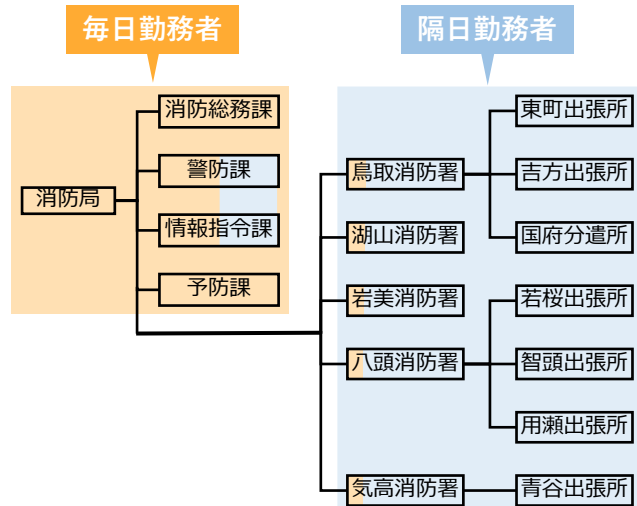 毎日勤務者
隔日勤務者
消防局
消防総務課
警防課
情報指令課
予防課
鳥取消防署
湖山消防署
岩美消防署
八頭消防署
気高消防署
東町出張所
吉方出張所
国府分遣所
若桜出張所
智頭出張所
用瀬出張所
青谷出張所